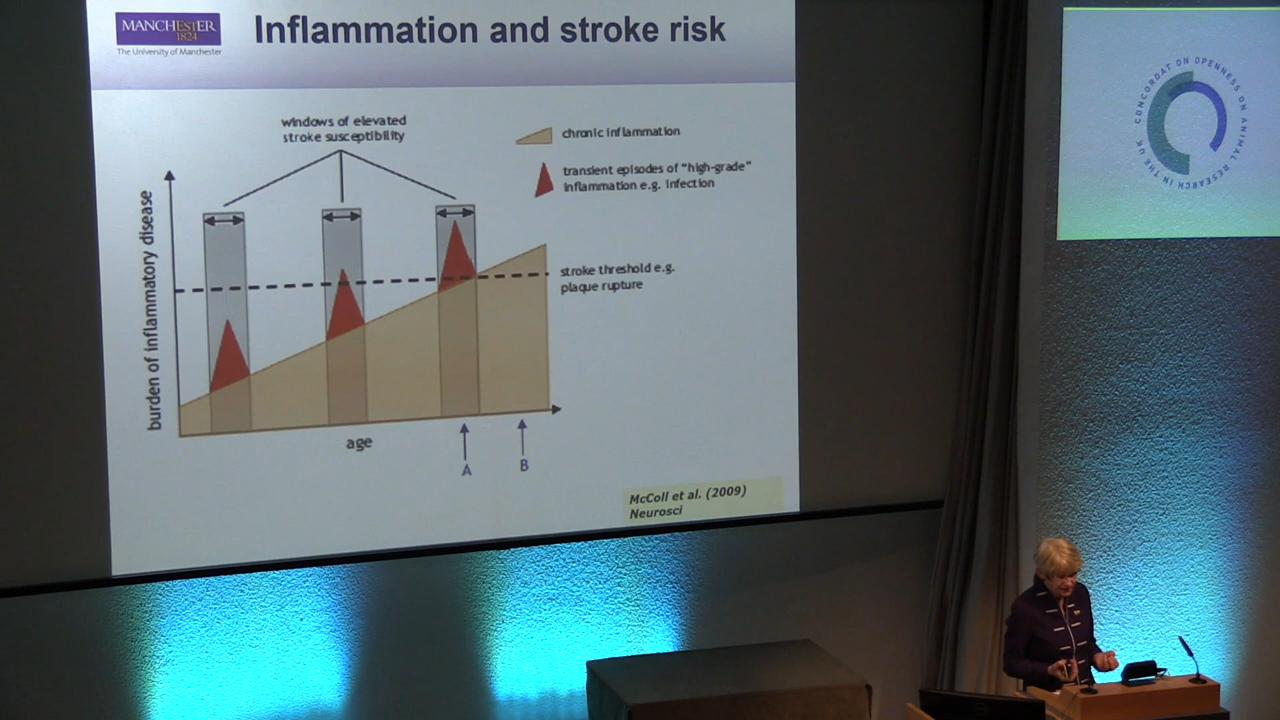 MANCHESTER
1824
The University of Manchester
Inflammation and stroke risk
windows of elevated
stroke susceptibility
chronic inflammation
transient episodes of "high-grade"
inflammation e.g. infection
burden of inflammatory disease
stroke threshold e.g.
plaque rupture
age
A
B
McColl et al. (2009)
Neurosci
CONCORDAT ON OPENNESS ON ANIMAL RESEARCH IN THE UK